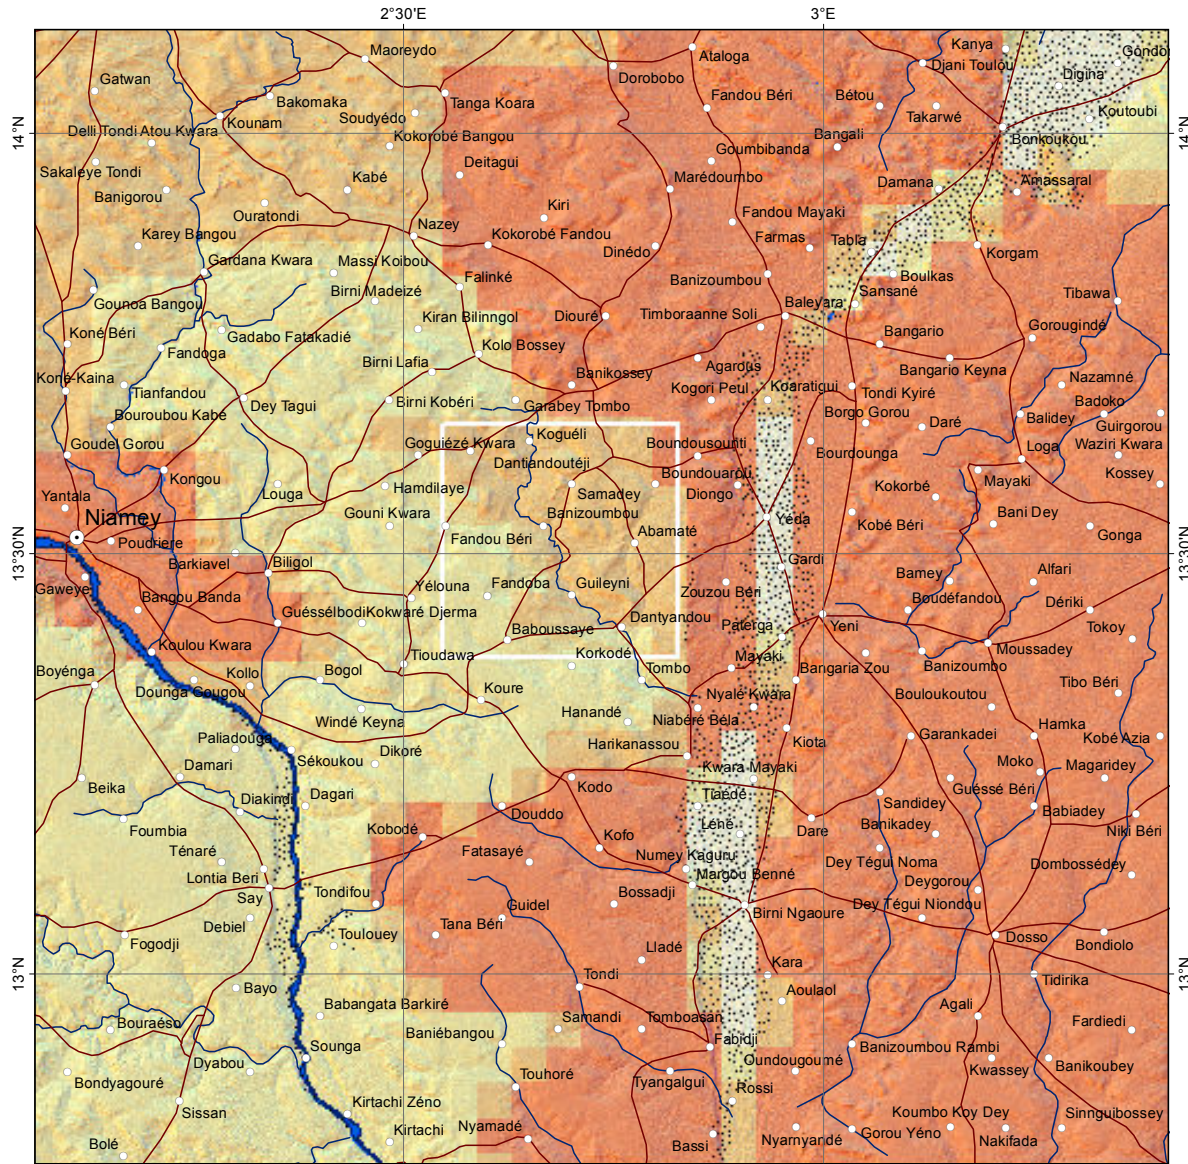 2°30'E
3°E
14°N
14°N
13°30'N
13°30'N
13°N
13°N
Maoreydo
Ataloga
Kanya
Góndo
Djani Toulou
Digina
Gatwan
Dorobobo
Bakomaka
Tanga Koara
Fandou Béri
Bétou
Takarwé
Koutoubi
Kounam
Soudyédo
Delli Tondi Atou Kwara
Kokorobé Bangou
Bangali
Bonkoukou
Goumbibanda
Deitagui
Sakaleye Tondi
Banigorou
Kabé
Marédoumbo
Damana
Amassaral
Ouratondi
Kiri
Fandou Mayaki
Nazey
Karey Bangou
Kokorobé Fandou
Farmas
Tabla
Dinédo
Korgam
Gardana Kwara
Massi Koibou
Falinké
Banizoumbou
Boulkas
Birni Madeizé
Sansané
Tibawa
Gounoa Bangou
Baleyara
Kiran Bilinngol
Diouré
Timboraanne Soli
Koné Béri
Gadabo Fatakadié
Bangario
Gorougindé
Fandoga
Kolo Bossey
Birni Lafia
Agardus
Bangario Keyna
Koné-Kaina
Banikossey
Kogori Peul
Koaratigui
Tondi Kyiré
Nazamné
Tianfandou
Dey Tagui
Birni Kobéri
Garabey Tombo
Borgo Gorou
Daré
Balidey
Badoko
Bouroubou Kabé
Guirgorou
Goudel Gorou
Goguiézé Kwara
Koguéli
Boundousounti
Loga
Waziri Kwara
Dantiandoutéji
Boundouarou
Bourdounga
Kossey
Kongou
Louga
Hamdilaye
Samadey
Diongo
Kokorbé
Mayaki
Yantala
Niamey
Gouni Kwara
Banizoumbou
Yéda
Kobé Béri
Bani Dey
Abamaté
Gonga
Poudriere
Fandou Béri
Barkiavel
Biligol
Gardi
Bamey
Alfari
Gaweye
Yélouna
Fandoba
Guileyni
Zouzou Béri
Boudéfandou
Dériki
Bangou Banda
Guéssélbodi
Kokwaré Djerma
Dantyandou
Paterga
Yeni
Tokoy
Baboussaye
Koulou Kwara
Moussadey
Boyénga
Bogol
Tioudawa
Korkodé
Tombo
Mayaki
Bangaria Zou
Banizoumbo
Kollo
Dounga Gougou
Koure
Nyalé Kwara
Bouloukoutou
Tibo Béri
Hanandé
Niabéré Béla
Windé Keyna
Hamka
Kobé Azia
Paliadouga
Harikanassou
Kiota
Garankadei
Dikoré
Sékoukou
Damari
Kwara Mayaki
Moko
Magaridey
Beika
Kodo
Guéssé Béri
Tiaedé
Diakindi
Dagari
Sandidey
Babiadey
Douddo
Foumbia
Kobodé
Kofo
Léhé
Dare
Banikadey
Niki Béri
Ténaré
Fatasayé
Numey Kaguru
Dey Tégui Noma
Dombossédey
Lontia Beri
Margou Benné
Deygorou
Say
Tondifou
Bossadji
Birni Ngaoure
Dey Tégui Niondou
Guidel
Debiel
Tana Béri
Toulouey
Dosso
Bondiolo
Fogodji
Lladé
Kara
Tondi
Tidirika
Bayo
Aoulaol
Babangata Barkiré
Agali
Bouraéso
Samandi
Tomboasan
Fardiedi
Baniébangou
Fabidji
Banizoumbou Rambi
Dyabou
Sounga
Oundougoumé
Kwassey
Banikoubey
Bondyagouré
Touhoré
Tyangalgui
Rossi
Sissan
Kirtachi Zéno
Koumbo Koy Dey
Sinnguibossey
Kirtachi
Nyamadé
Bolé
Bassi
Nyarnyandé
Gorou Yéno
Nakifada